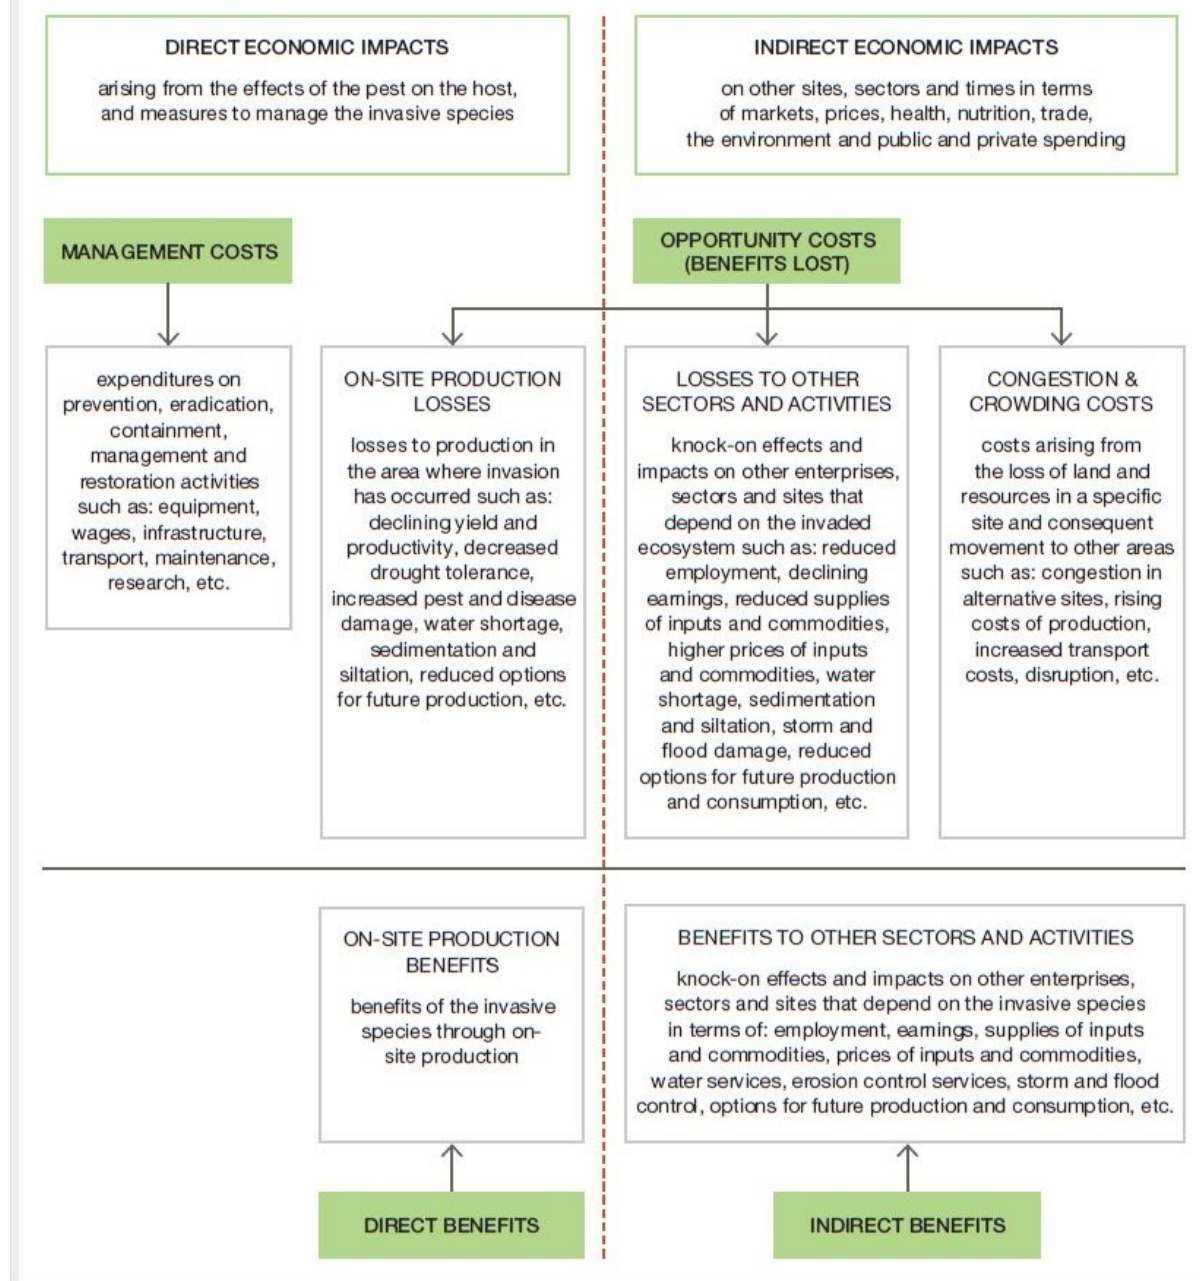 DIRECT ECONOMIC IMPACTS
arising from the effects of the pest on the host,
and measures to manage the invasive species
INDIRECT ECONOMIC IMPACTS
on other sites, sectors and times in terms
of markets, prices, health, nutrition, trade,
the environment and public and private spending
MANAGEMENT COSTS
OPPORTUNITY COSTS
(BENEFITS LOST)
expenditures on
prevention, eradication,
containment,
management and
restoration activities
such as: equipment,
wages, infrastructure,
transport, maintenance,
research, etc.
ON-SITE PRODUCTION
LOSSES
losses to production in
the area where invasion
has occurred such as:
declining yield and
productivity, decreased
drought tolerance,
increased pest and disease
damage, water shortage,
sedimentation and
siltation, reduced options
for future production, etc.
LOSSES TO OTHER
SECTORS AND ACTIVITIES
knock-on effects and
impacts on other enterprises,
sectors and sites that
depend on the invaded
ecosystem such as: reduced
employment, declining
earnings, reduced supplies
of inputs and commodities,
higher prices of inputs
and commodities, water
shortage, sedimentation
and siltation, storm and
flood damage, reduced
options for future production
and consumption, etc.
CONGESTION &
CROWDING COSTS
costs arising from
the loss of land and
resources in a specific
site and consequent
movement to other areas
such as: congestion in
alternative sites, rising
costs of production,
increased transport
costs, disruption, etc.
ON-SITE PRODUCTION
BENEFITS
benefits of the invasive
species through on-
site production
BENEFITS TO OTHER SECTORS AND ACTIVITIES
knock-on effects and impacts on other enterprises,
sectors and sites that depend on the invasive species
in terms of: employment, earnings, supplies of inputs
and commodities, prices of inputs and commodities,
water services, erosion control services, storm and flood
control, options for future production and consumption, etc.
DIRECT BENEFITS
INDIRECT BENEFITS